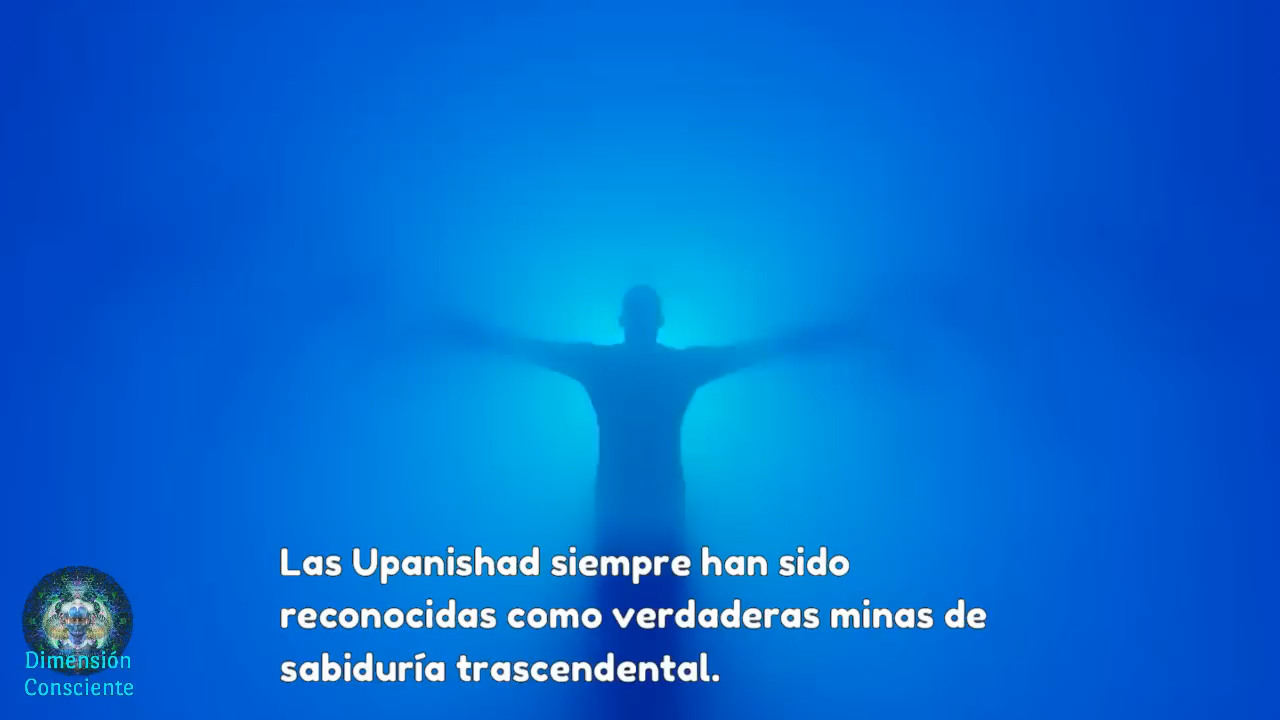 Las Upanishad siempre han sido
reconocidas como verdaderas minas de
sabiduría trascendental.
Dimensión
Consciente